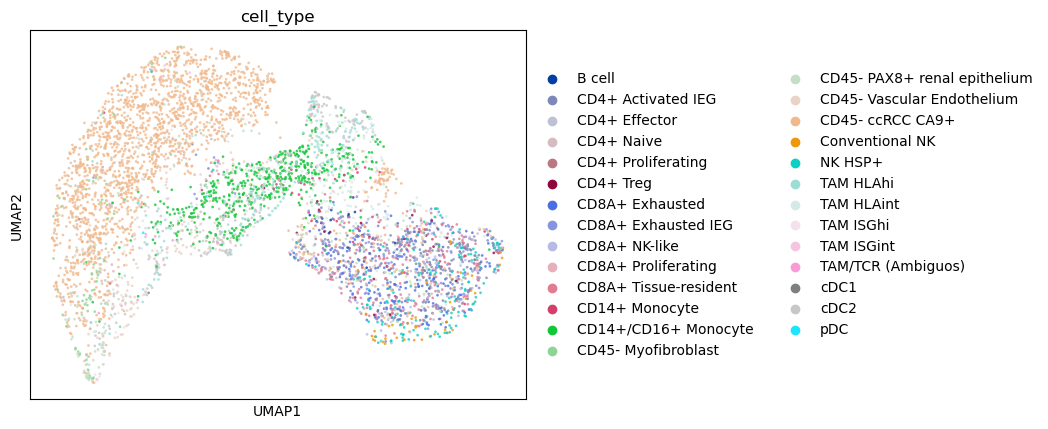 cell_type
UMAP2
UMAP1
B cell
CD4+ Activated IEG
CD4+ Effector
CD4+ Naive
CD4+ Proliferating
CD4+ Treg
CD8A+ Exhausted
CD8A+ Exhausted IEG
CD8A+ NK-like
CD8A+ Proliferating
CD8A+ Tissue-resident
CD14+ Monocyte
CD14+/CD16+ Monocyte
CD45- Myofibroblast
CD45- PAX8+ renal epithelium
CD45- Vascular Endothelium
CD45- ccRCC CA9+
Conventional NK
NK HSP+
TAM HLAhi
TAM HLAint
TAM ISGhi
TAM ISGint
TAM/TCR (Ambiguos)
cDC1
cDC2
pDC